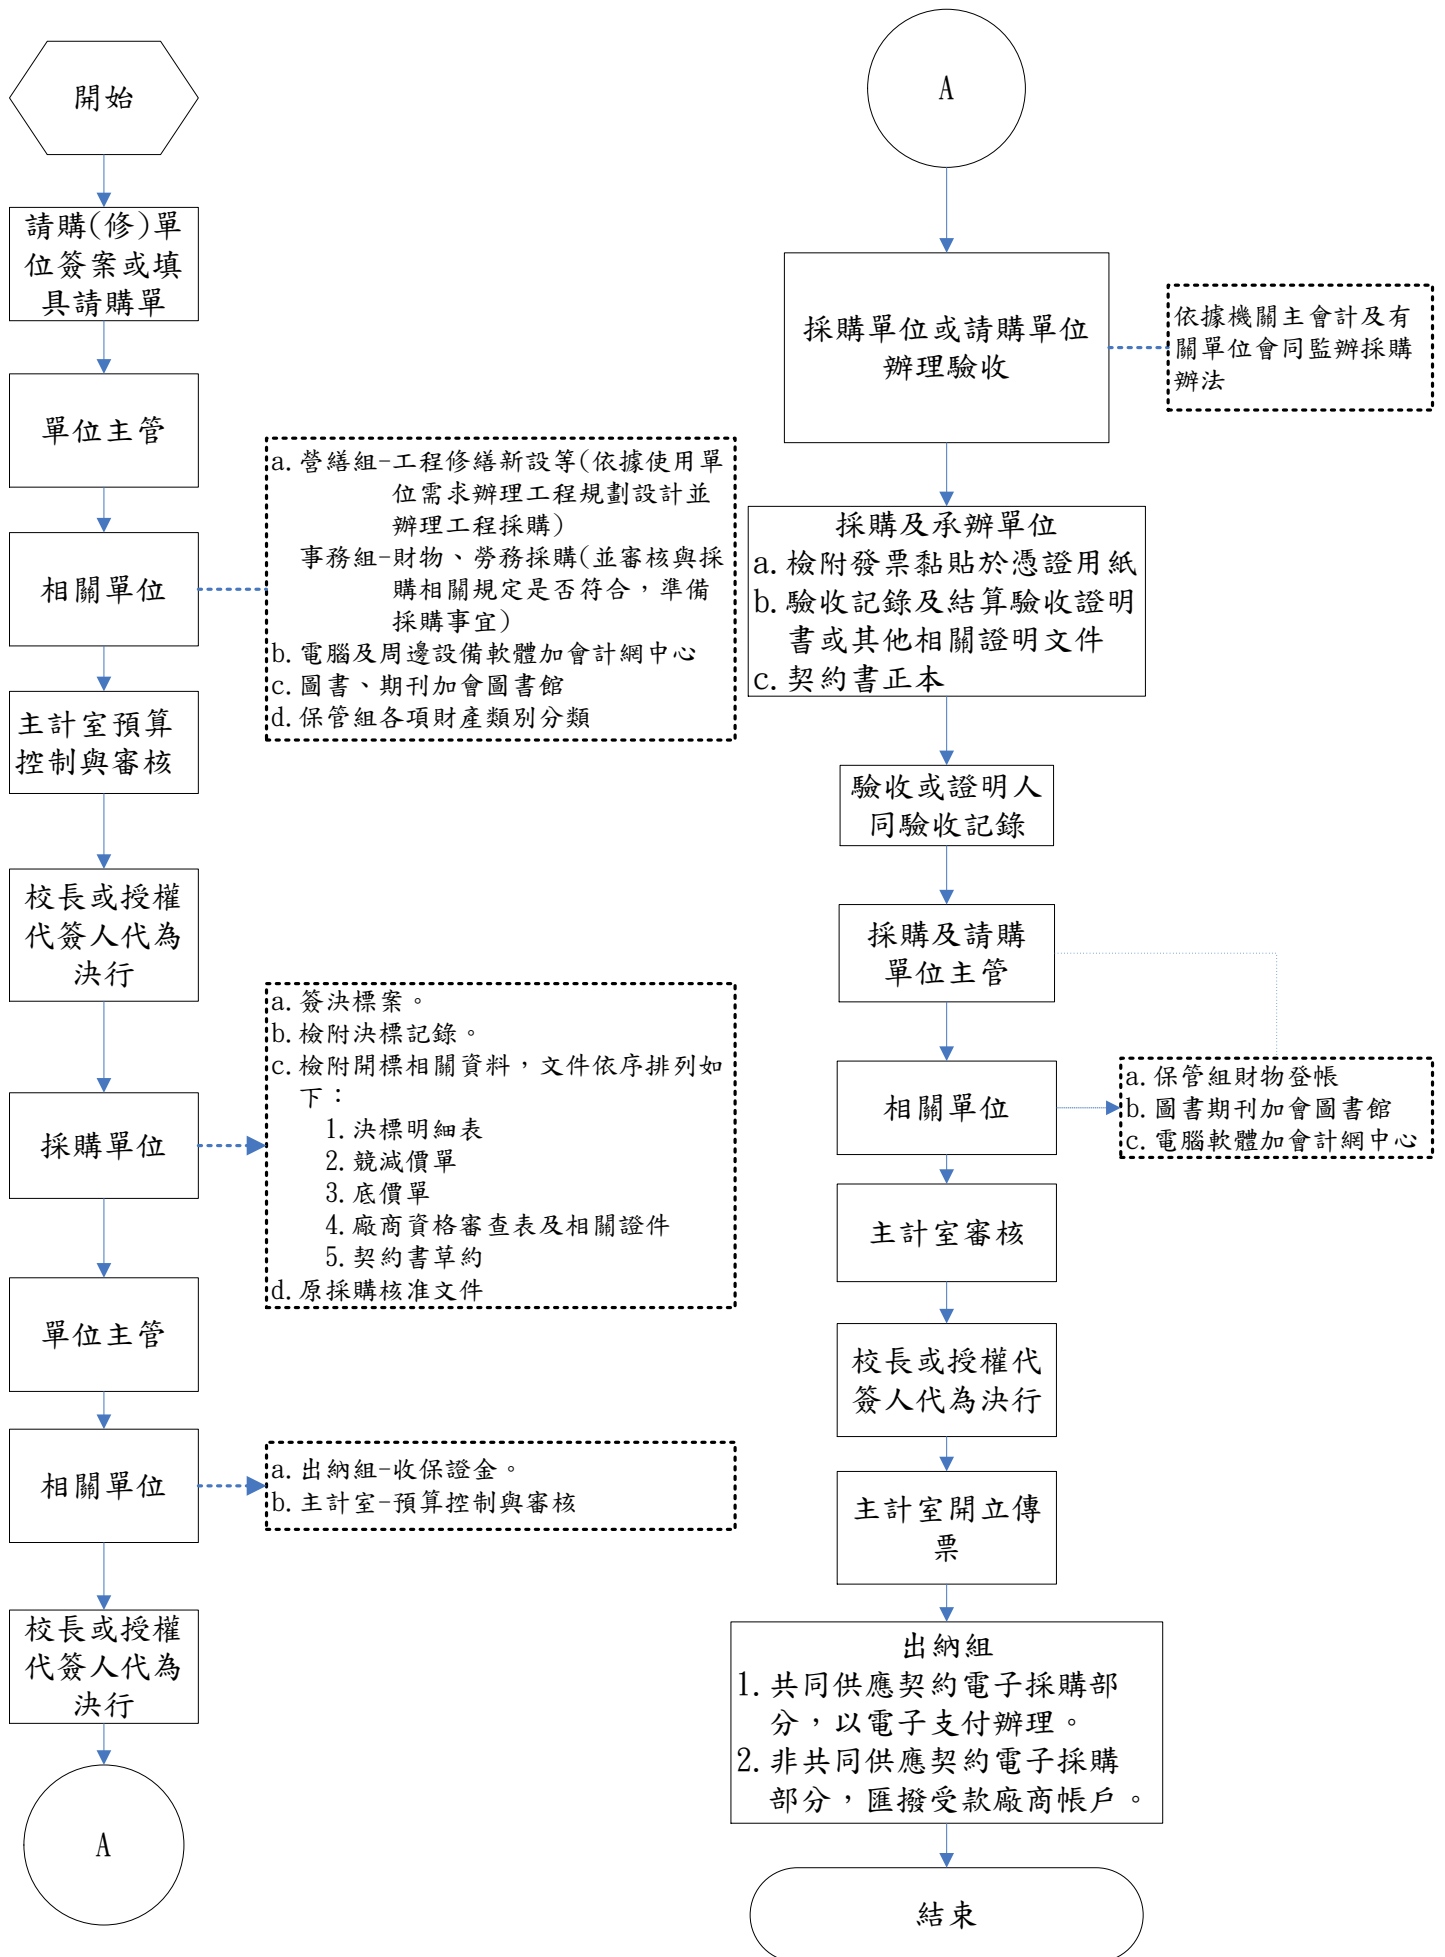 開始
請購(修)單
位簽案或填
具請購單
單位主管
相關單位
a.營繕組-工程修繕新設等(依據使用單
位需求辦理工程規劃設計並
辦理工程採購)
事務組-財物、勞務採購(並審核與採
購相關規定是否符合，準備
採購事宜)
b.電腦及周邊設備軟體加會計網中心
c.圖書、期刊加會圖書館
d.保管組各項財產類別分類
主計室預算
控制與審核
校長或授權
代簽人代為
決行
採購單位
a.簽決標案。
b.檢附決標記錄。
c.檢附開標相關資料，文件依序排列如
下：
1.決標明細表
2.競減價單
3.底價單
4.廠商資格審查表及相關證件
5.契約書草約
d.原採購核准文件
單位主管
相關單位
a.出納組-收保證金。
b.主計室-預算控制與審核
校長或授權
代簽人代為
決行
A
A
採購單位或請購單位
辦理驗收
依據機關主會計及有
關單位會同監辦採購
辦法
採購及承辦單位
a.檢附發票黏貼於憑證用紙
b.驗收記錄及結算驗收證明
書或其他相關證明文件
c.契約書正本
驗收或證明人
同驗收記錄
採購及請購
單位主管
相關單位
a.保管組財物登帳
b.圖書期刊加會圖書館
c.電腦軟體加會計網中心
主計室審核
校長或授權代
簽人代為決行
主計室開立傳
票
出納組
1.共同供應契約電子採購部
分，以電子支付辦理。
2.非共同供應契約電子採購
部分，匯撥受款廠商帳戶。
結束